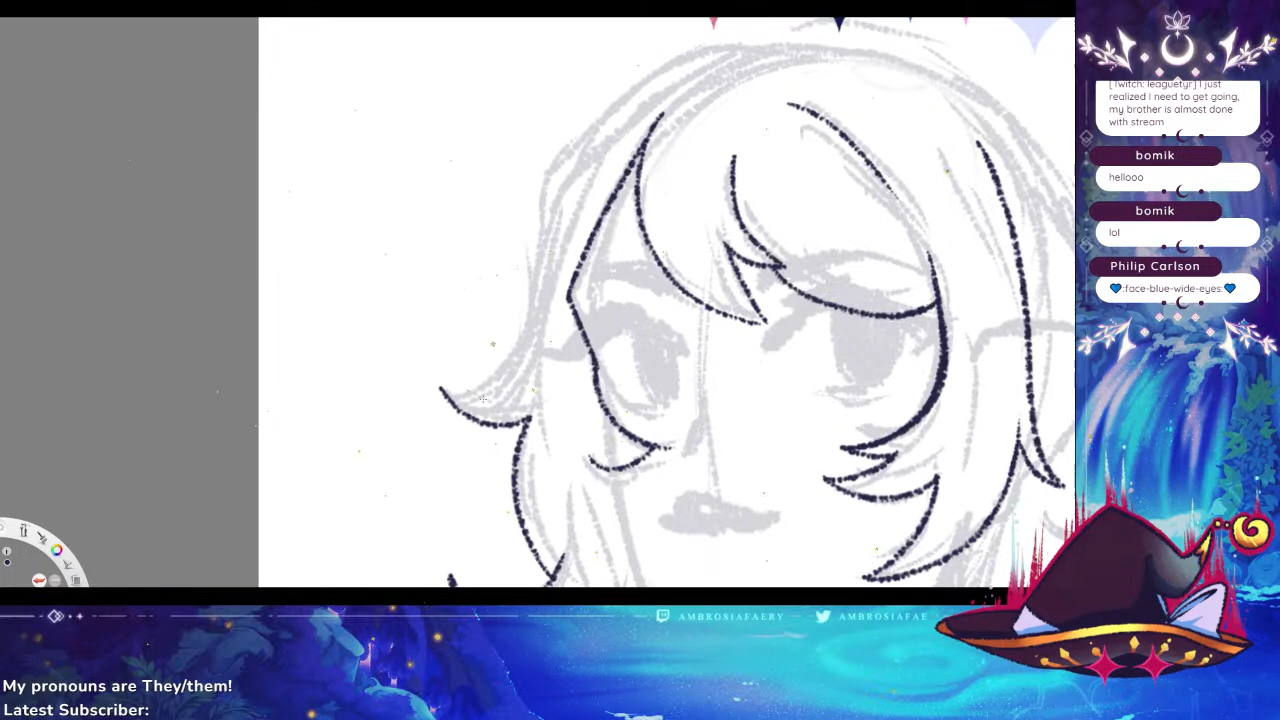 [Twitch: leaguetyr] I just
realized I need to get going,
my brother is almost done
with stream
bomik
hellooo
bomik
lol
Philip Carlson
💙:face-blue-wide-eyes:💙
AMBROSIAFAERY
AMBROSIAFAE
My pronouns are They/them!
Latest Subscriber: